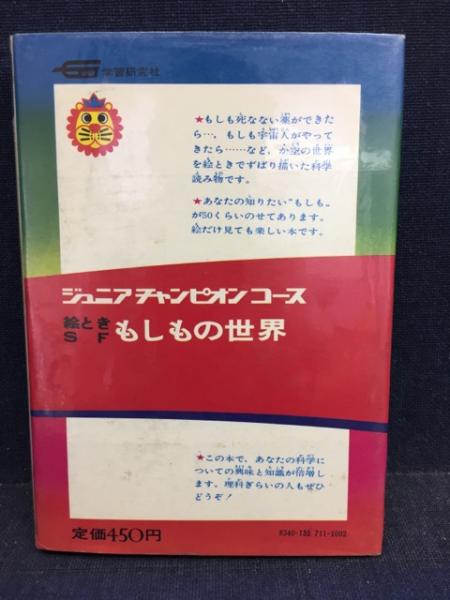 学習研究社
★もしも死なない薬ができた
ら…,もしも宇宙人がやって
きたら……など,か空の世界
を絵ときでずばり描いた科学
読み物です。
★あなたの知りたい“もしも„
が50くらいのせてあります。
絵だけ見ても楽しい本です。
ジュニアチャンピオンコース
絵とき
SF
もしもの世界
★この本で,あなたの科学に
ついての興味と知識が倍増し
ます。理科ぎらいの人もぜひ
どうぞ!
定価450円
8340-135 711-1002